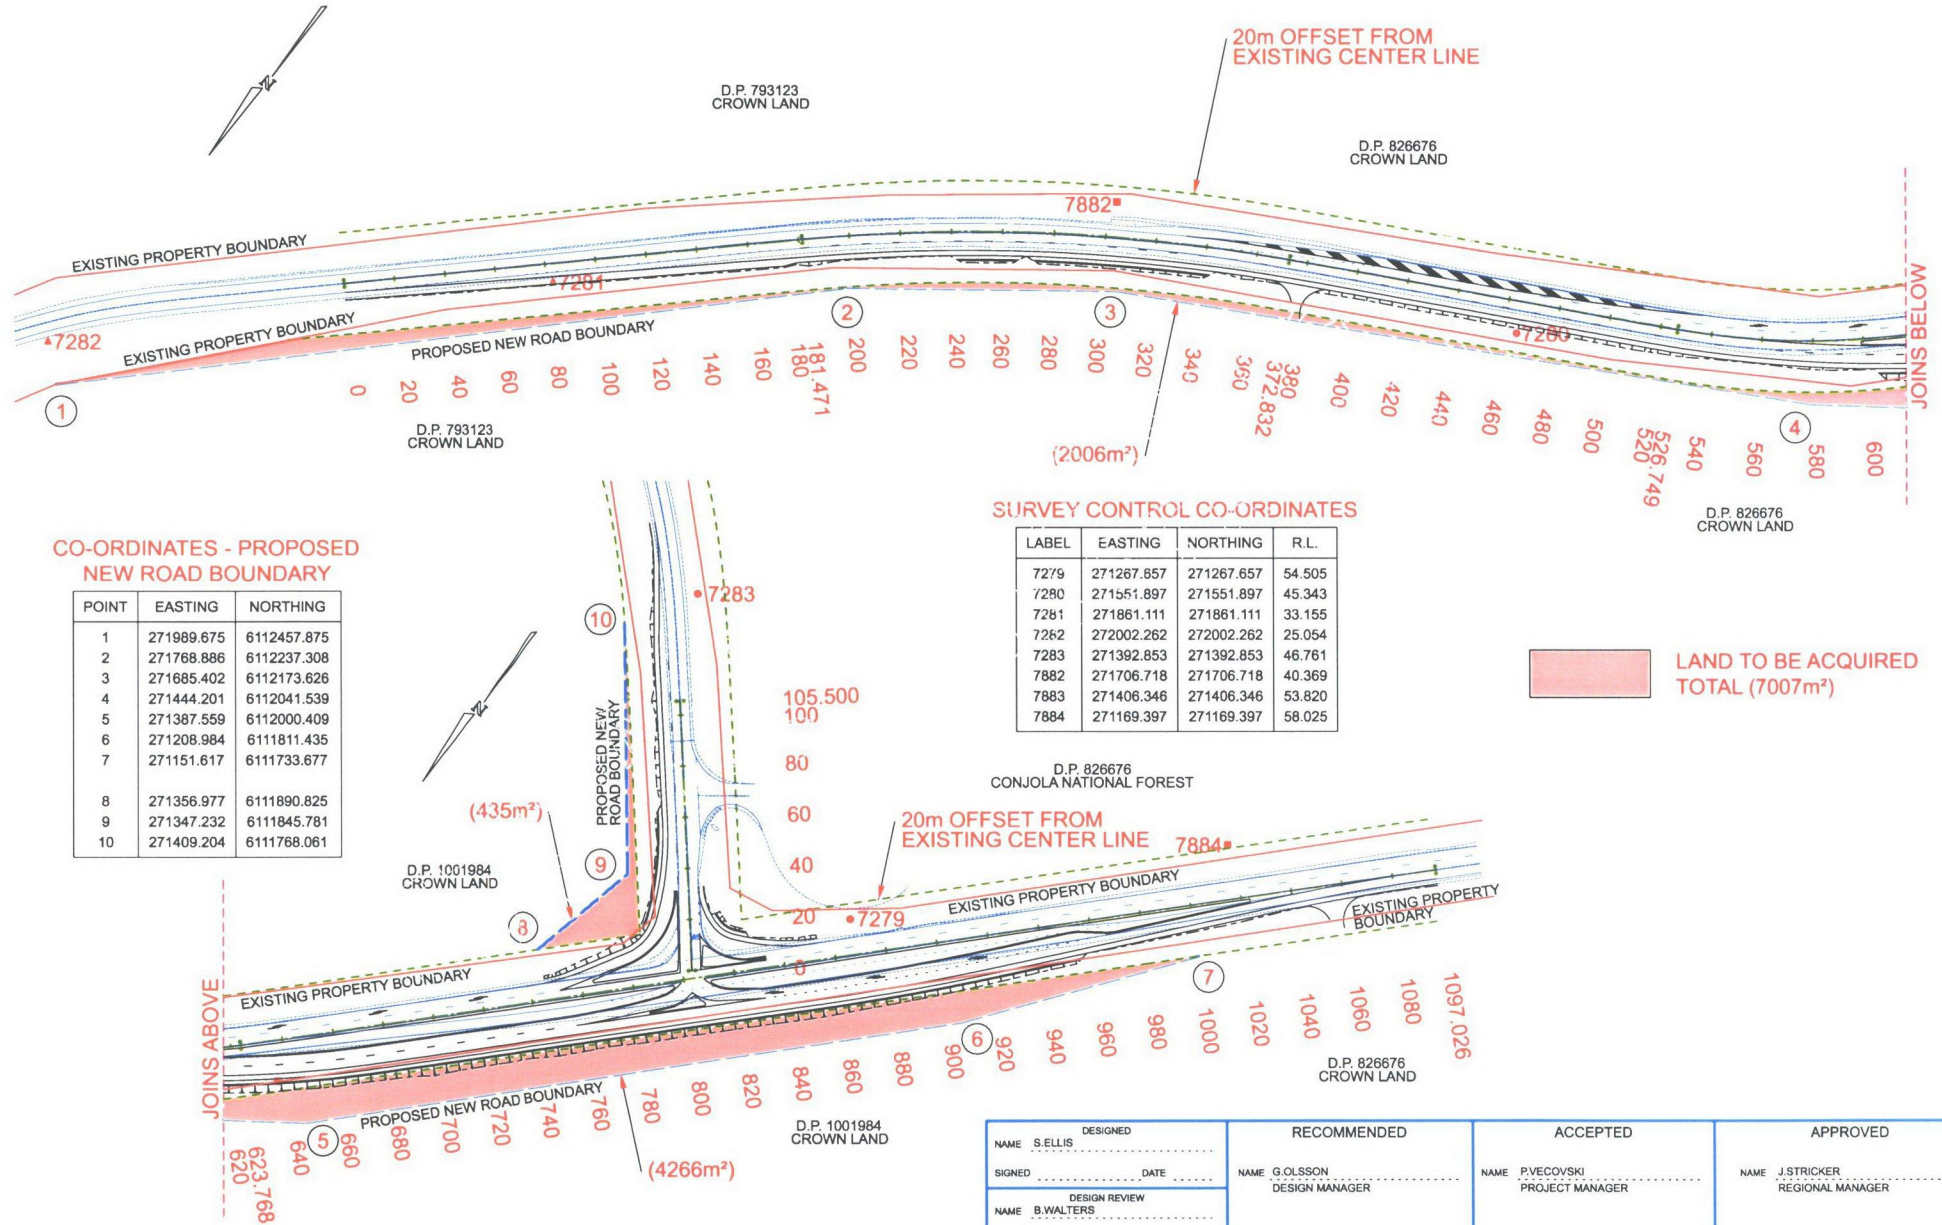 20m OFFSET FROM
EXISTING CENTER LINE
D.P. 793123
CROWN LAND
D.P. 826676
CROWN LAND
N
7882
EXISTING PROPERTY BOUNDARY
7281
7282
EXISTING PROPERTY BOUNDARY
PROPOSED NEW ROAD BOUNDARY
7280
JOINS BELOW
1
2
3
4
0
20
40
60
80
100
120
140
160
180
181.471
200
220
240
260
280
300
320
340
360
372.832
380
400
420
440
460
480
500
520
526.749
540
560
580
600
D.P. 793123
CROWN LAND
(2006m²)
D.P. 826676
CROWN LAND
CO-ORDINATES - PROPOSED
NEW ROAD BOUNDARY
POINT EASTING NORTHING
1 271989.675 6112457.875
2 271768.886 6112237.308
3 271685.402 6112173.626
4 271444.201 6112041.539
5 271387.559 6112000.409
6 271208.984 6111811.435
7 271151.617 6111733.677
8 271356.977 6111890.825
9 271347.232 6111845.781
10 271409.204 6111768.061
SURVEY CONTROL CO-ORDINATES
LABEL EASTING NORTHING R.L.
7279 271267.657 271267.657 54.505
7280 271551.897 271551.897 45.343
7281 271861.111 271861.111 33.155
7282 272002.262 272002.262 25.054
7283 271392.853 271392.853 46.761
7882 271706.718 271706.718 40.369
7883 271406.346 271406.346 53.820
7884 271169.397 271169.397 58.025
LAND TO BE ACQUIRED
TOTAL (7007m²)
10
7283
N
PROPOSED NEW
ROAD BOUNDARY
105.500
100
80
60
40
20
0
D.P. 826676
CONJOLA NATIONAL FOREST
(435m²)
20m OFFSET FROM
EXISTING CENTER LINE
7884
9
D.P. 1001984
CROWN LAND
8
7279
EXISTING PROPERTY BOUNDARY
EXISTING PROPERTY
BOUNDARY
EXISTING PROPERTY BOUNDARY
JOINS ABOVE
7
6
5
PROPOSED NEW ROAD BOUNDARY
620
623.768
640
660
680
700
720
740
760
780
800
820
840
860
880
900
920
940
960
980
1000
1020
1040
1060
1080
1097.026
D.P. 826676
CROWN LAND
D.P. 1001984
CROWN LAND
(4266m²)
DESIGNED
NAME S.ELLIS
SIGNED DATE
DESIGN REVIEW
NAME B.WALTERS
RECOMMENDED
NAME G.OLSSON
DESIGN MANAGER
ACCEPTED
NAME P.VECOVSKI
PROJECT MANAGER
APPROVED
NAME J.STRICKER
REGIONAL MANAGER